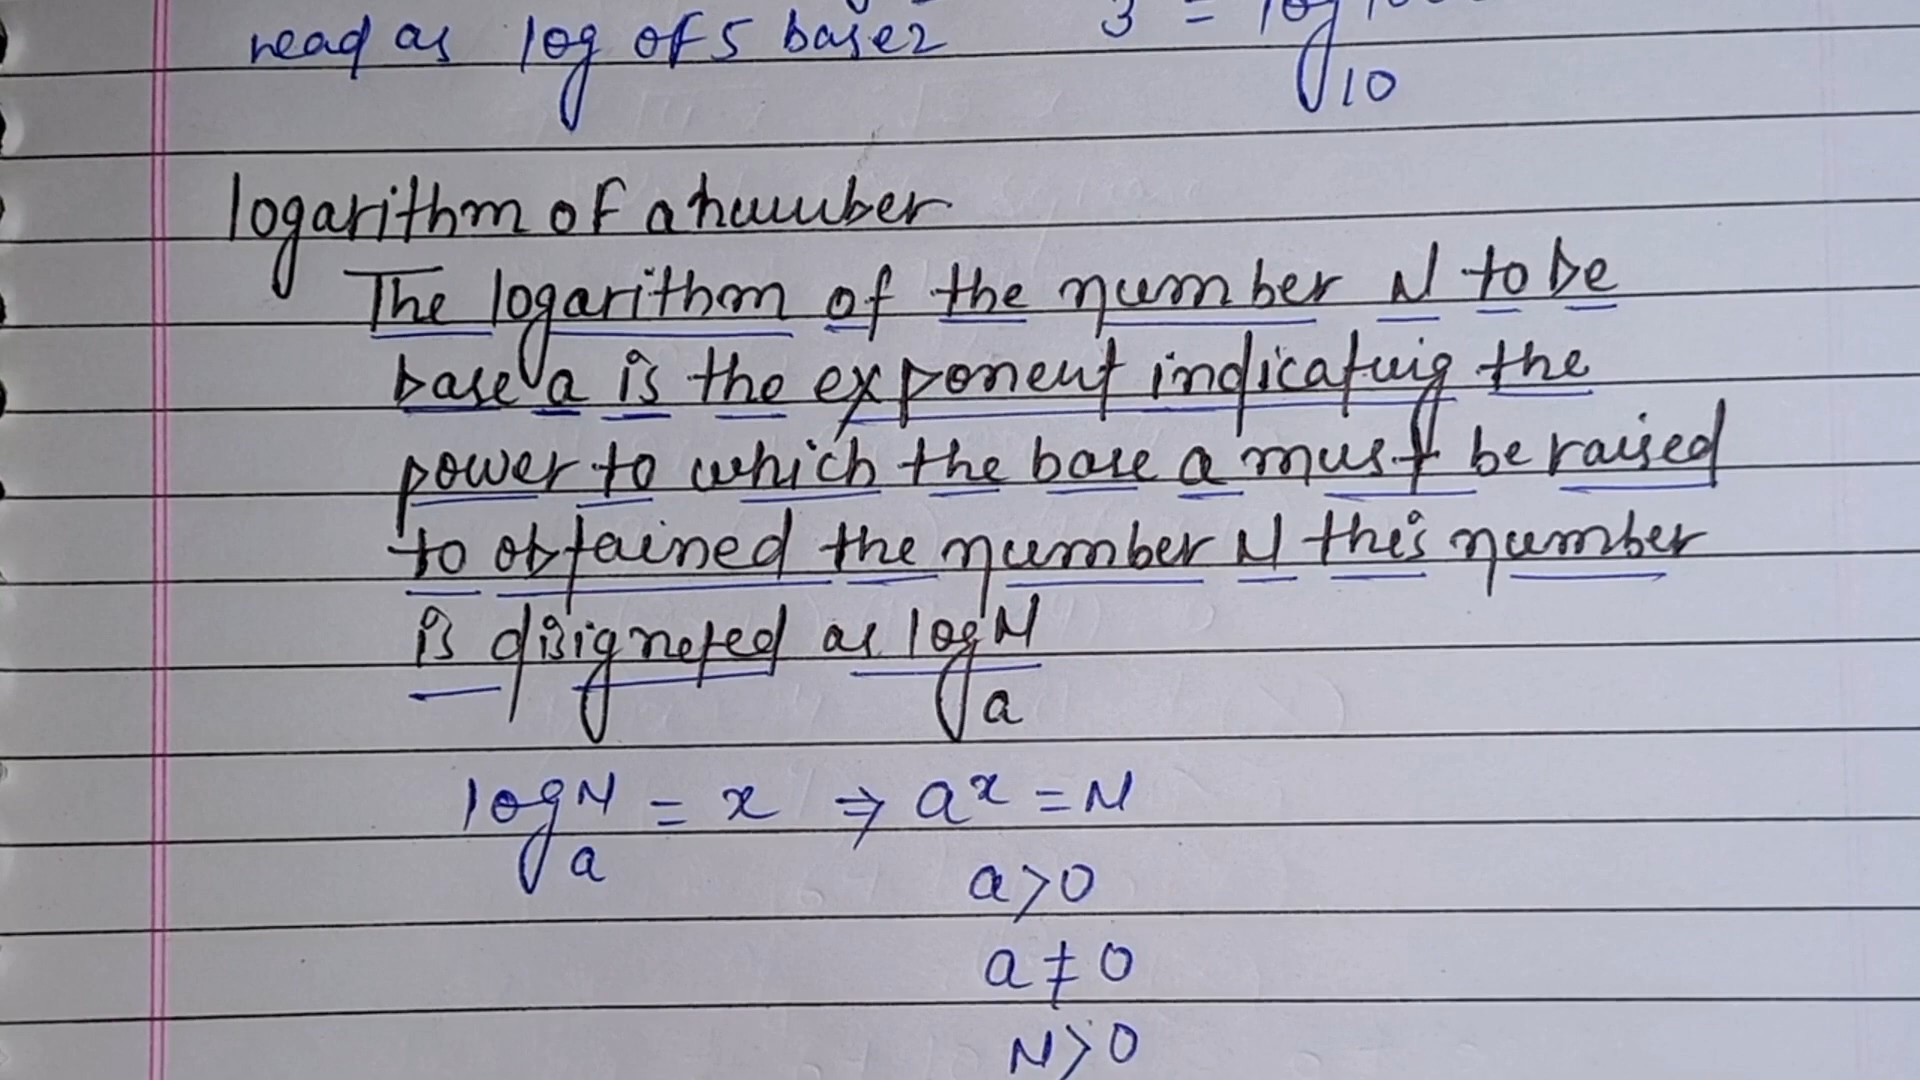 read as log of 5 base 2 3 = log
10
logarithm of a number
The logarithm of the number N to be
base a is the exponent indicating the
power to which the base a must be raised
to obtained the number N this number
is disigneted as log N
a
log N = x ⇒ a^x = N
a
a>0
a ≠ 0
N>0